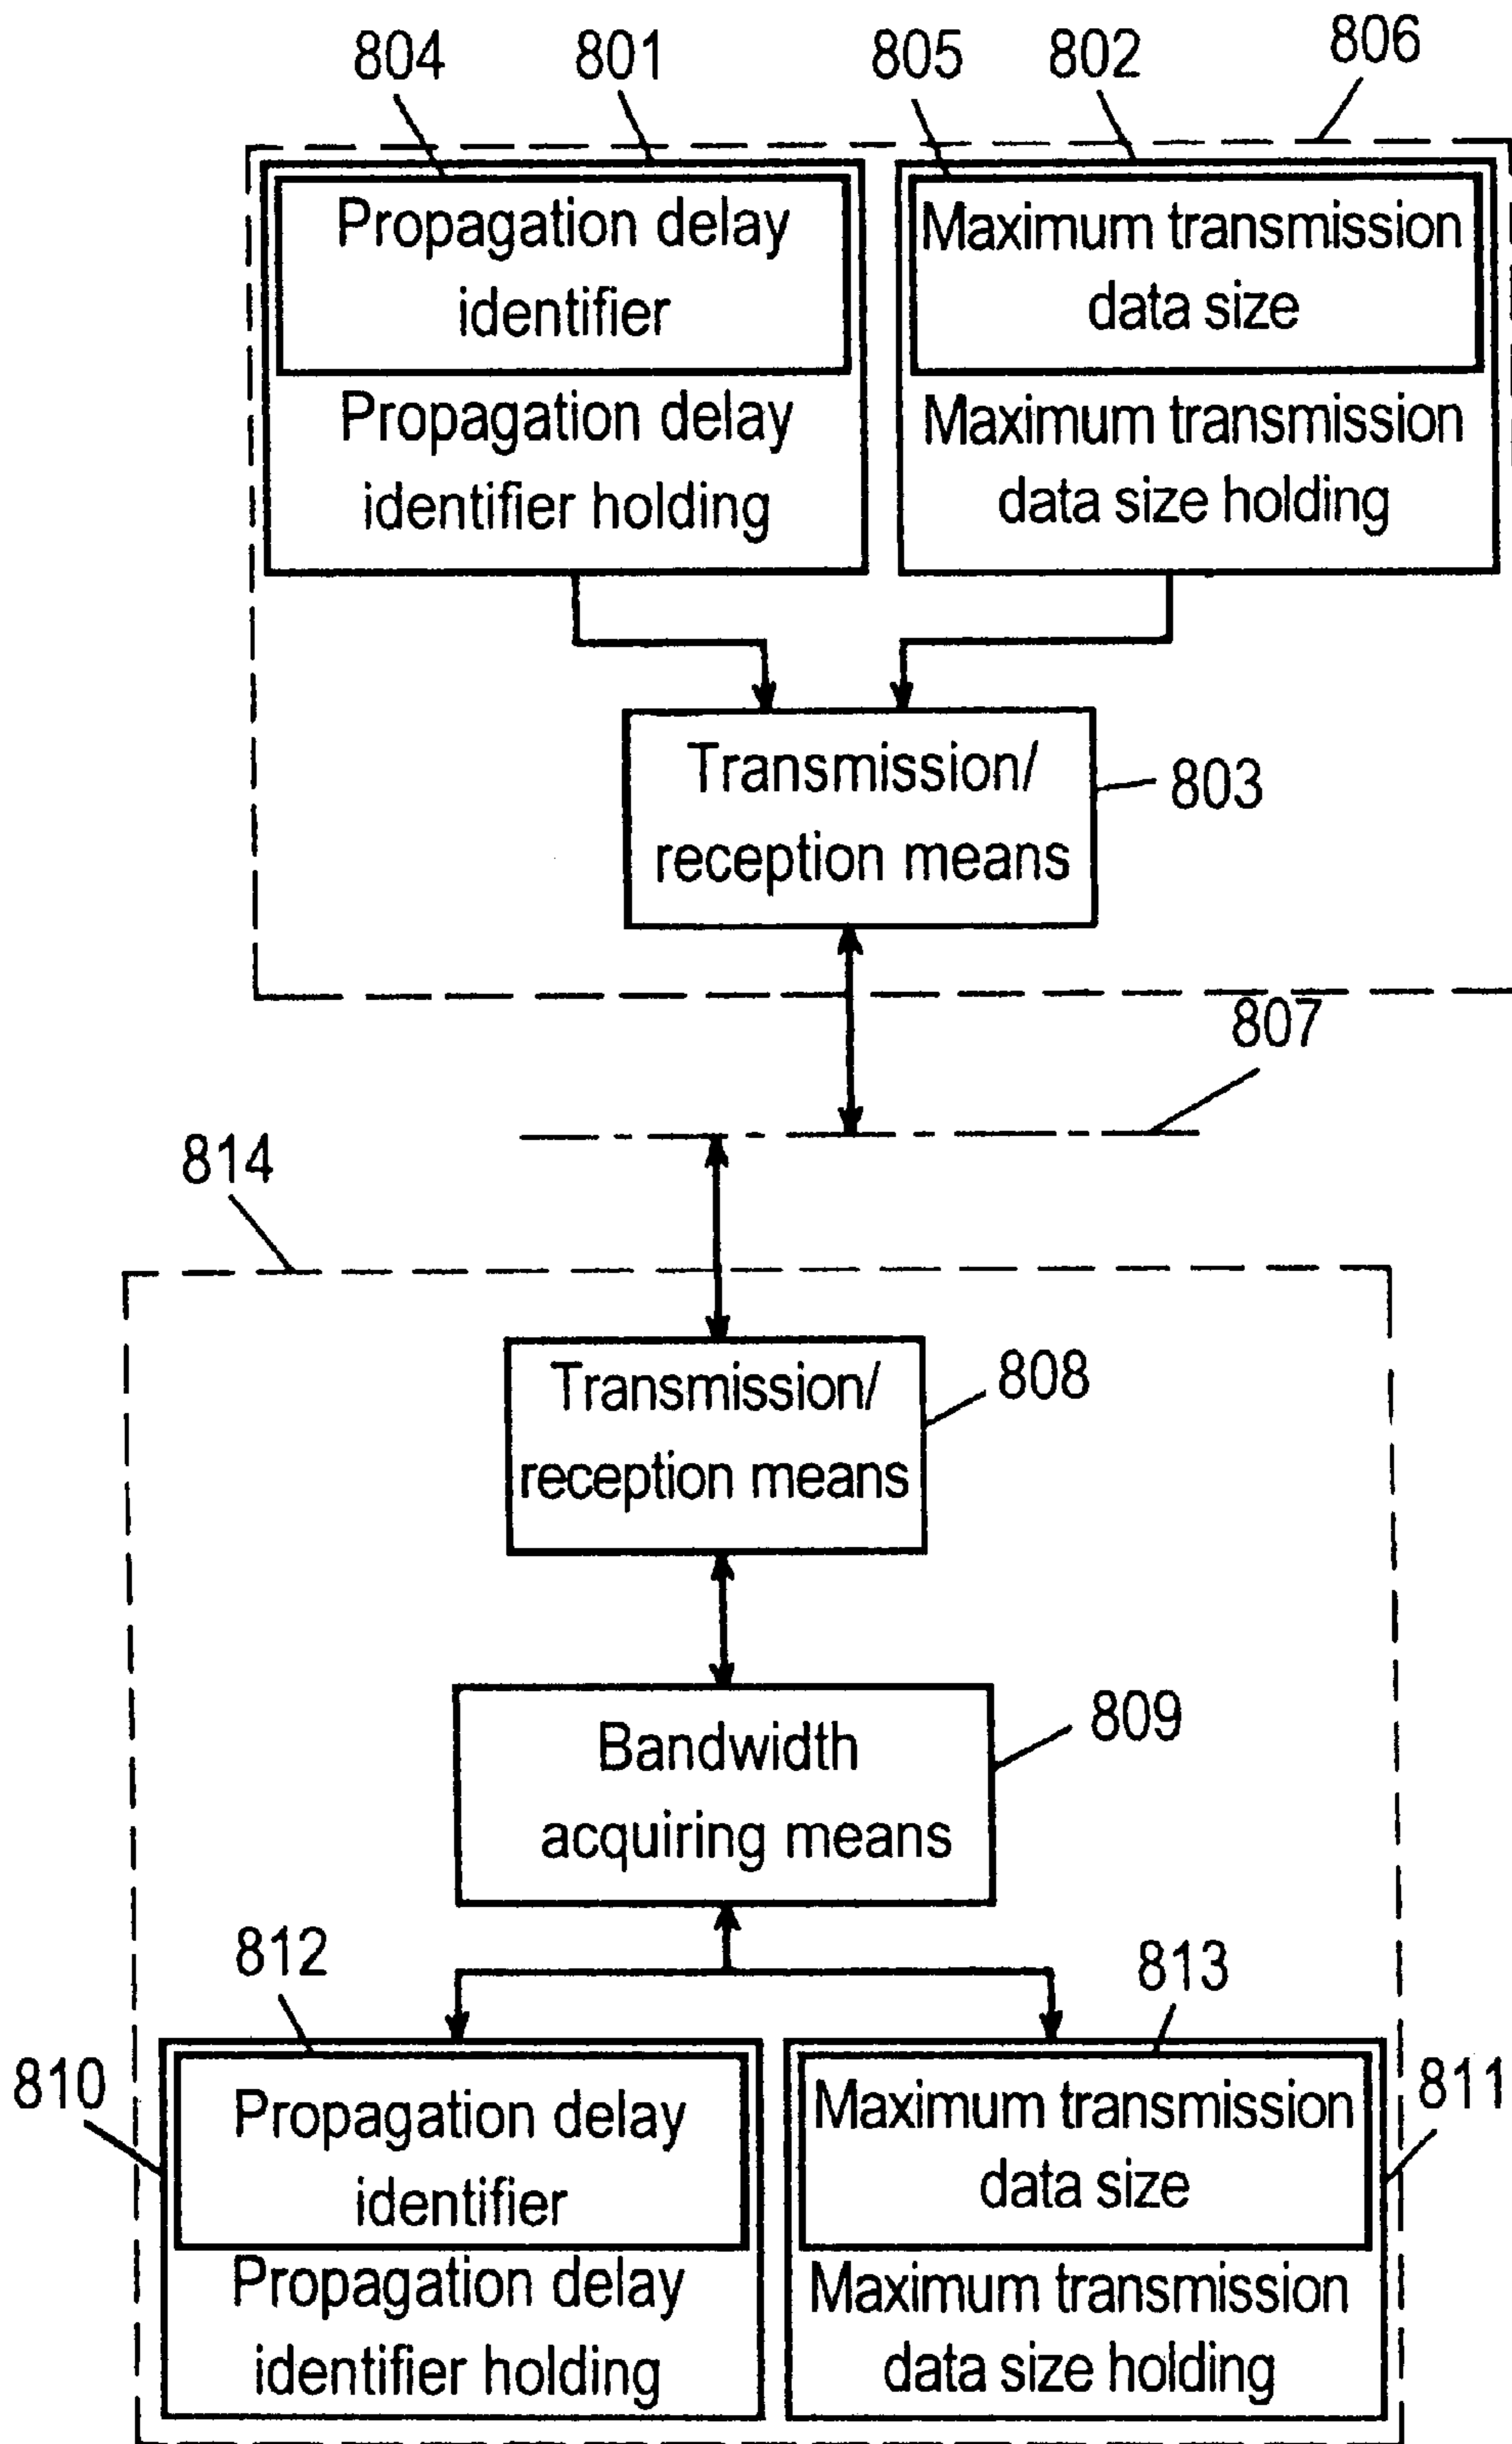 804 801 805 802 806
Propagation delay
identifier
Propagation delay
identifier holding
Maximum transmission
data size
Maximum transmission
data size holding
Transmission/
reception means
803
807
814
Transmission/
reception means
808
Bandwidth
acquiring means
809
812
813
810
811
Propagation delay
identifier
Propagation delay
identifier holding
Maximum transmission
data size
Maximum transmission
data size holding